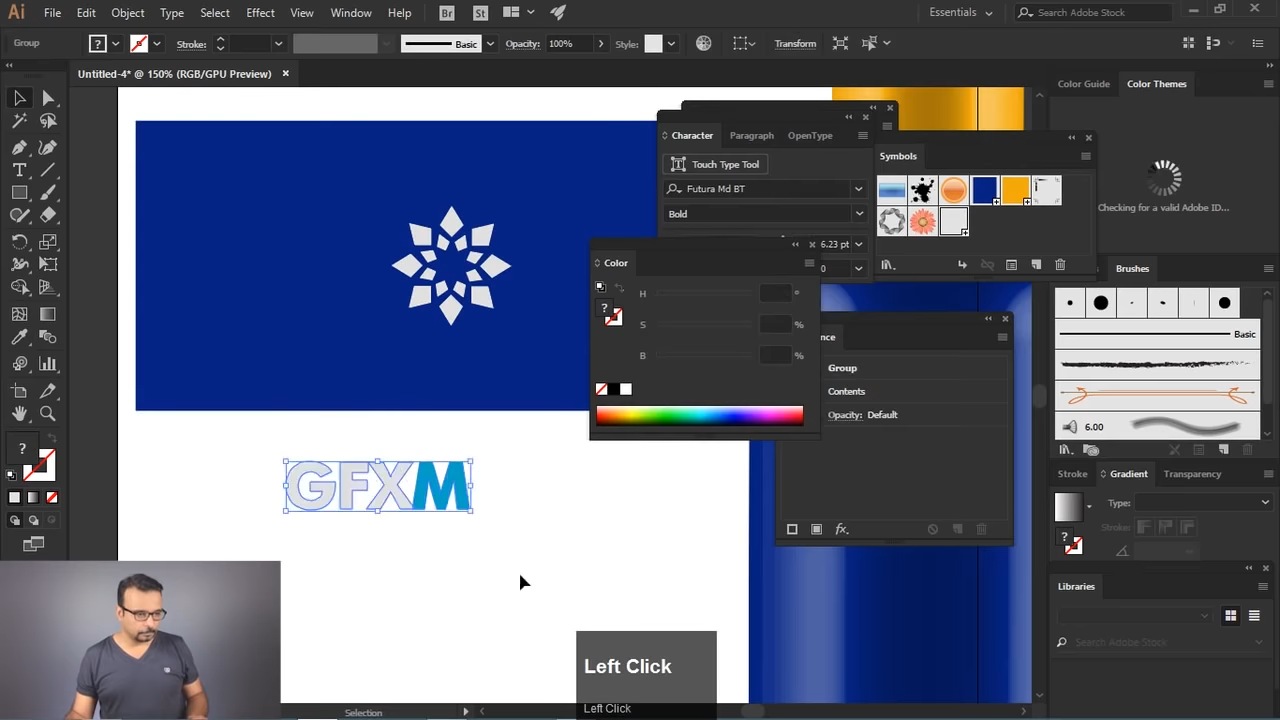 Ai File Edit Object Type Select Effect View Window Help Br St Essentials Search Adobe Stock
Group ? Stroke: Basic Opacity: 100% Style: Transform
Untitled-4* @ 150% (RGB/GPU Preview)
Color Guide Color Themes
Character Paragraph OpenType
Touch Type Tool
Symbols
Futura Md BT
Checking for a valid Adobe ID...
Bold
6.23 pt
0
Color
Brushes
H °
S %
B %
Basic
6.00
nce
Group
Contents
Opacity: Default
GFXM
Stroke Gradient Transparency
Type:
Stroke:
fx.
Libraries
Search Adobe Stock
Left Click
Left Click
Selection